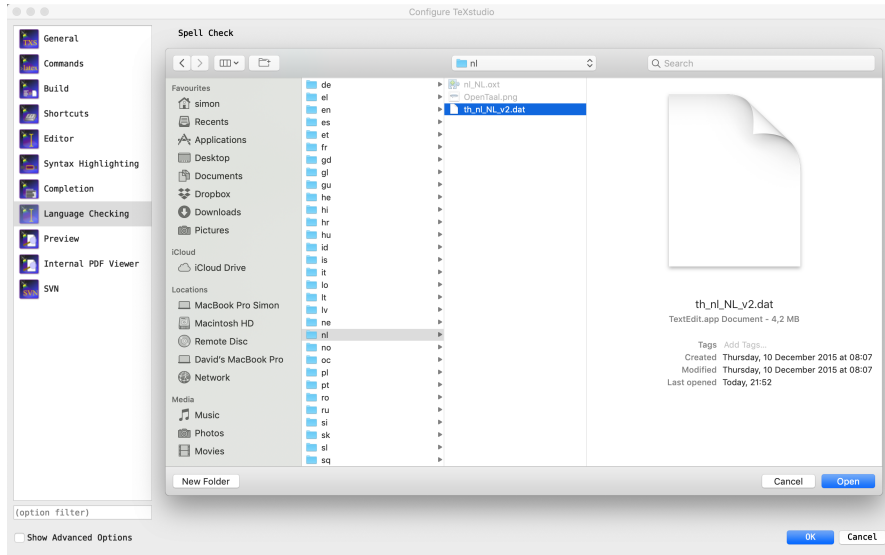 Configure TeXstudio
General
Commands
Build
Shortcuts
Editor
Syntax Highlighting
Completion
Language Checking
Preview
Internal PDF Viewer
SVN
(option filter)
Show Advanced Options
Spell Check
nl
Search
Favourites
simon
Recents
Applications
Desktop
Documents
Dropbox
Downloads
Pictures
iCloud
iCloud Drive
Locations
MacBook Pro Simon
Macintosh HD
Remote Disc
David's MacBook Pro
Network
Media
Music
Photos
Movies
de
el
en
es
et
fr
gd
gl
gu
he
hi
hr
hu
id
is
it
lo
lt
lv
ne
nl
no
oc
pl
pt
ro
ru
si
sk
sl
sq
nl_NL.oxt
OpenTaal.png
th_nl_NL_v2.dat
th_nl_NL_v2.dat
TextEdit.app Document - 4,2 MB
Tags Add Tags...
Created Thursday, 10 December 2015 at 08:07
Modified Thursday, 10 December 2015 at 08:07
Last opened Today, 21:52
New Folder
Cancel
Open
OK
Cancel